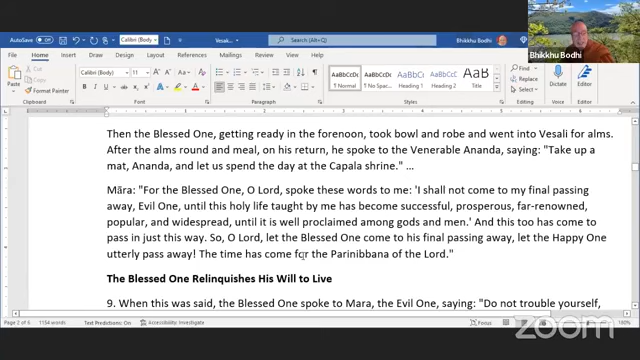 AutoSave Off
Vesak...
Search (Alt+Q)
Bhikkhu Bodhi
File Home Insert Draw Design Layout References Mailings Review View Help
Calibri (Body) 11
Paste
AaBbCcDc AaBbCcDc AaBbCc AaBbCcD AaB
Normal No Spac... Heading 1 Heading 2 Title
Find
Replace
Select
Dictate
Editor
Clipboard Font Paragraph Styles Editing Voice Editor
Then the Blessed One, getting ready in the forenoon, took bowl and robe and went into Vesali for alms.
After the alms round and meal, on his return, he spoke to the Venerable Ananda, saying: "Take up a
mat, Ananda, and let us spend the day at the Capala shrine." ...
Māra: "For the Blessed One, O Lord, spoke these words to me: 'I shall not come to my final passing
away, Evil One, until this holy life taught by me has become successful, prosperous, far-renowned,
popular, and widespread, until it is well proclaimed among gods and men.' And this too has come to
pass in just this way. So, O Lord, let the Blessed One come to his final passing away, let the Happy One
utterly pass away! The time has come for the Parinibbana of the Lord."
The Blessed One Relinquishes His Will to Live
9. When this was said, the Blessed One spoke to Mara, the Evil One, saying: "Do not trouble yourself,
Page 2 of 6 1154 words Text Predictions: On Accessibility: Investigate Focus
zoom